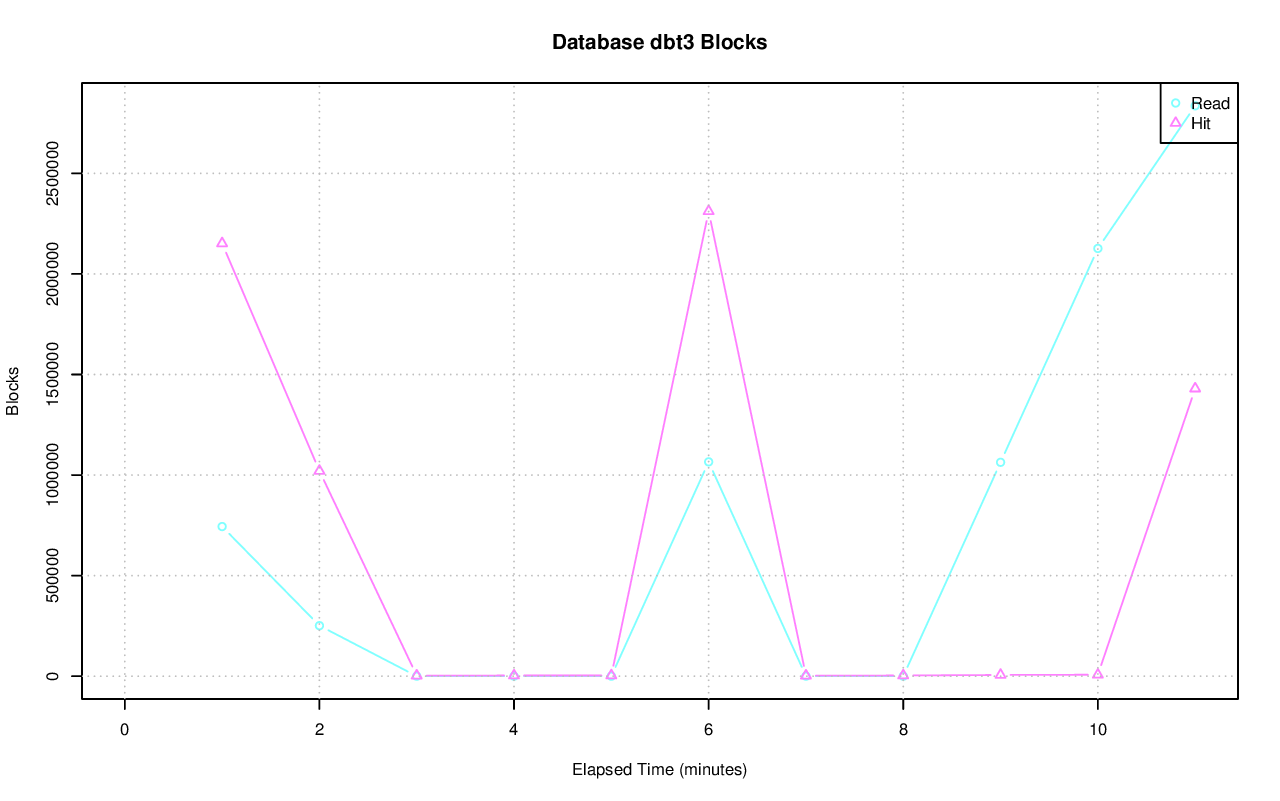 Database dbt3 Blocks
Read
Hit
2500000
2000000
1500000
1000000
500000
0
Blocks
0 2 4 6 8 10
Elapsed Time (minutes)